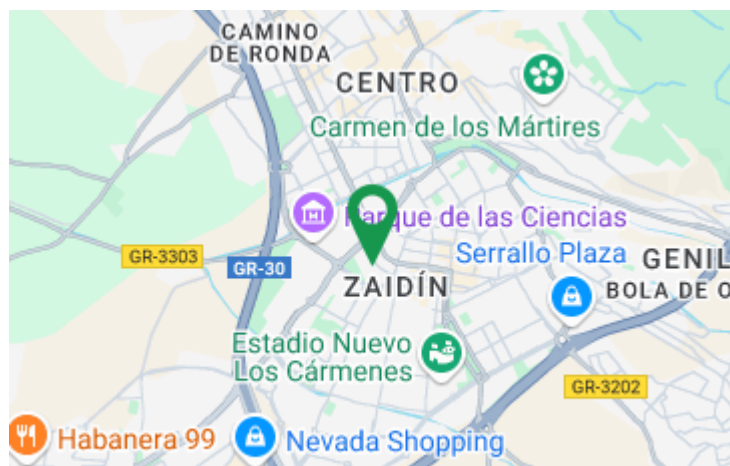 CAMINO
DE RONDA
CENTRO
Carmen de los Mártires
Parque de las Ciencias
GR-3303
GR-30
Serrallo Plaza
GENIL
ZAIDÍN
BOLA DE O
Estadio Nuevo
Los Cármenes
GR-3202
Habanera 99
Nevada Shopping